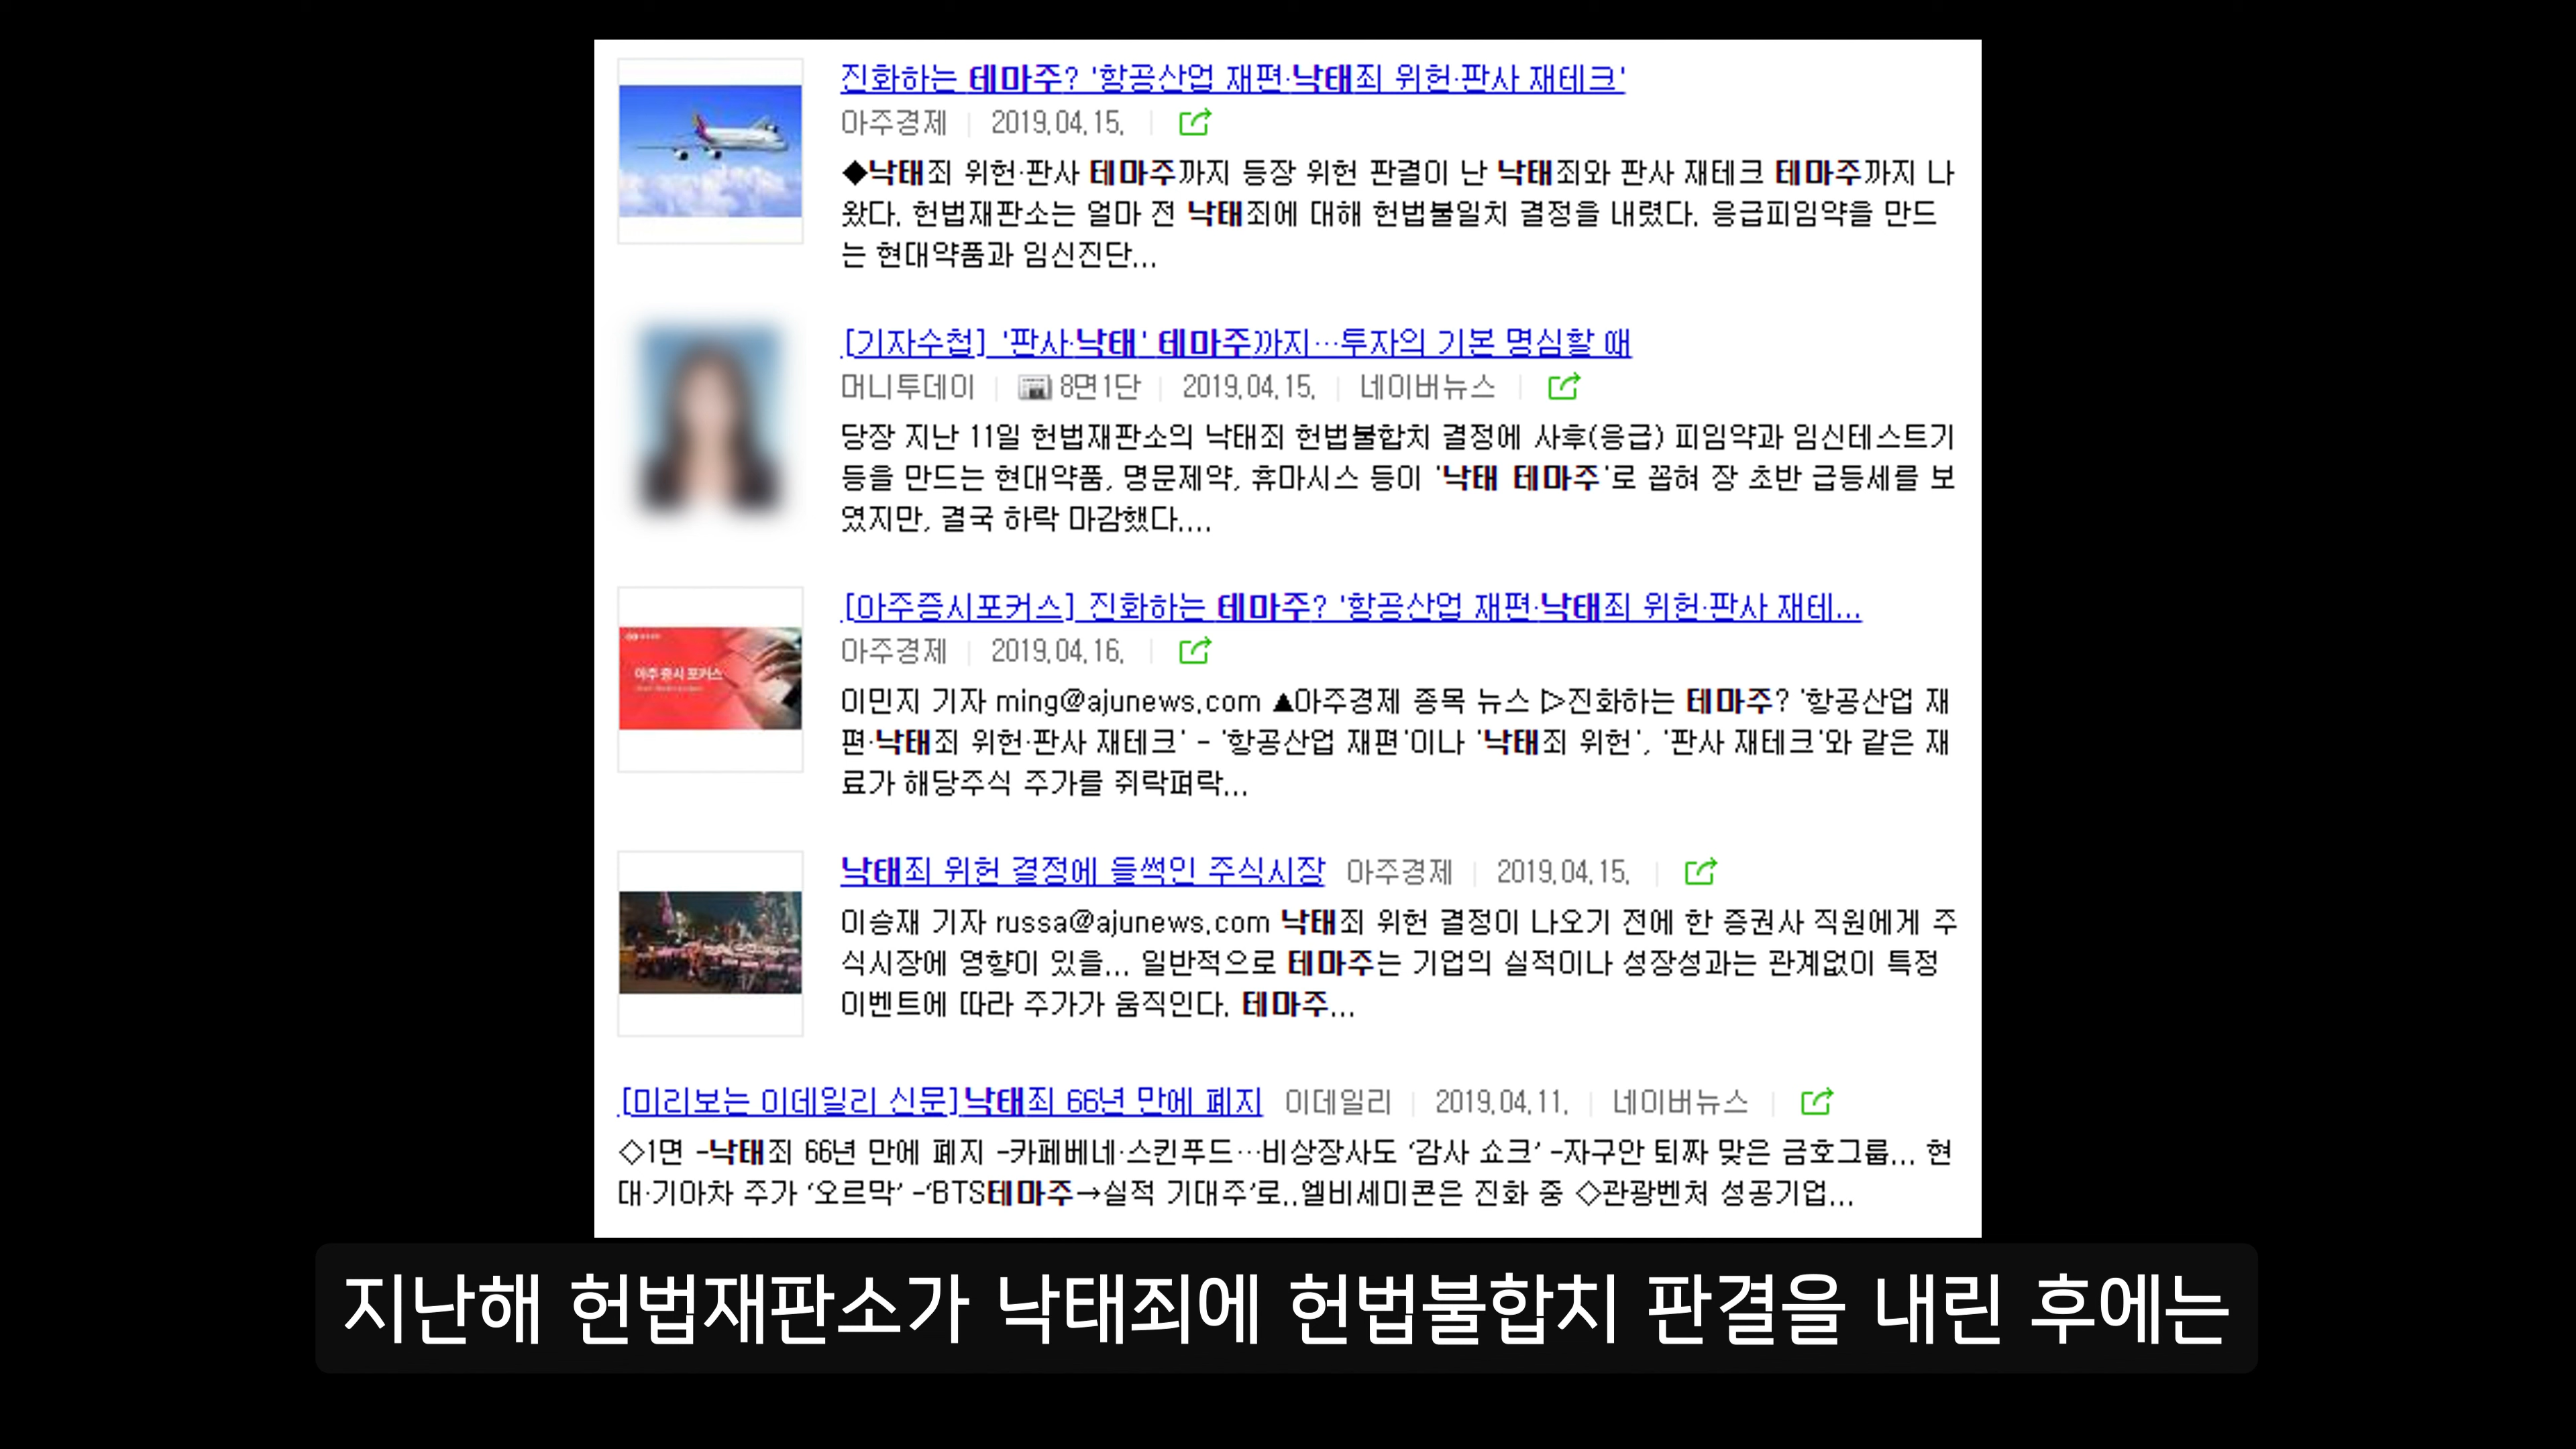 진화하는 테마주? '항공산업 재편·낙태죄 위헌·판사 재테크'
아주경제 2019.04.15.
◆낙태죄 위헌·판사 테마주까지 등장 위헌 판결이 난 낙태죄와 판사 재테크 테마주까지 나
왔다. 헌법재판소는 얼마 전 낙태죄에 대해 헌법불일치 결정을 내렸다. 응급피임약을 만드
는 현대약품과 임신진단...
[기자수첩] '판사·낙태' 테마주까지…투자의 기본 명심할 때
머니투데이 8면1단 2019.04.15. 네이버뉴스
당장 지난 11일 헌법재판소의 낙태죄 헌법불합치 결정에 사후(응급) 피임약과 임신테스트기
등을 만드는 현대약품, 명문제약, 휴마시스 등이 '낙태 테마주'로 꼽혀 장 초반 급등세를 보
였지만, 결국 하락 마감했다....
[아주증시포커스] 진화하는 테마주? '항공산업 재편·낙태죄 위헌·판사 재테...
아주경제 2019.04.16.
아주 증시 포커스
이민지 기자 ming@ajunews.com ▲아주경제 종목 뉴스 ▷진화하는 테마주? '항공산업 재
편·낙태죄 위헌·판사 재테크' - '항공산업 재편'이나 '낙태죄 위헌', '판사 재테크'와 같은 재
료가 해당주식 주가를 쥐락펴락...
낙태죄 위헌 결정에 들썩인 주식시장 아주경제 2019.04.15.
이승재 기자 russa@ajunews.com 낙태죄 위헌 결정이 나오기 전에 한 증권사 직원에게 주
식시장에 영향이 있을... 일반적으로 테마주는 기업의 실적이나 성장성과는 관계없이 특정
이벤트에 따라 주가가 움직인다. 테마주...
[미리보는 이데일리 신문]낙태죄 66년 만에 폐지 이데일리 2019.04.11. 네이버뉴스
◇1면 -낙태죄 66년 만에 폐지 -카페베네·스킨푸드…비상장사도 ‘감사 쇼크’ -자구안 퇴짜 맞은 금호그룹... 현
대·기아차 주가 ‘오르막’ -‘BTS테마주→실적 기대주’로..엘비세미콘은 진화 중 ◇관광벤처 성공기업...
지난해 헌법재판소가 낙태죄에 헌법불합치 판결을 내린 후에는